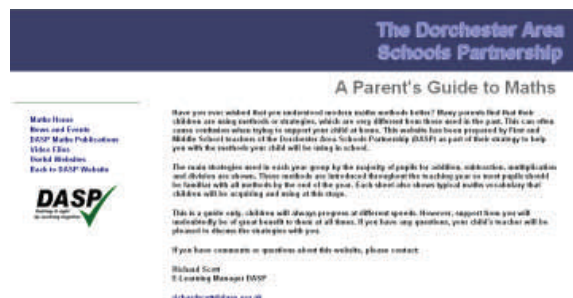 The Dorchester Area
Schools Partnership
A Parent's Guide to Maths
Maths Home
News and Events
DASP Maths Publications
Video Files
Useful Websites
Back to DASP Website
DASP
Have you ever wished that you understood modern maths methods better? Many parents find that their
children are using methods or strategies, which are very different from those used in the past. This can often
cause confusion when trying to support your child at home. This website has been prepared by First and
Middle School teachers of the Dorchester Area Schools Partnership (DASP) as part of their strategy to help
you with the methods your child will be using in school.
The main strategies used in each year group by the majority of pupils for addition, subtraction, multiplication
and division are shown. These methods are introduced throughout the teaching year so most pupils should
be familiar with all methods by the end of the year. Each sheet also shows typical maths vocabulary that
children will be acquiring and using at this stage.
This is a guide only, children will always progress at different speeds. However, support from you will
undoubtedly be of great benefit to them at all times. If you have any questions, your child's teacher will be
pleased to discuss the strategies with you.
If you have comments or questions about this website, please contact:
Richard Scott
E-Learning Manager DASP